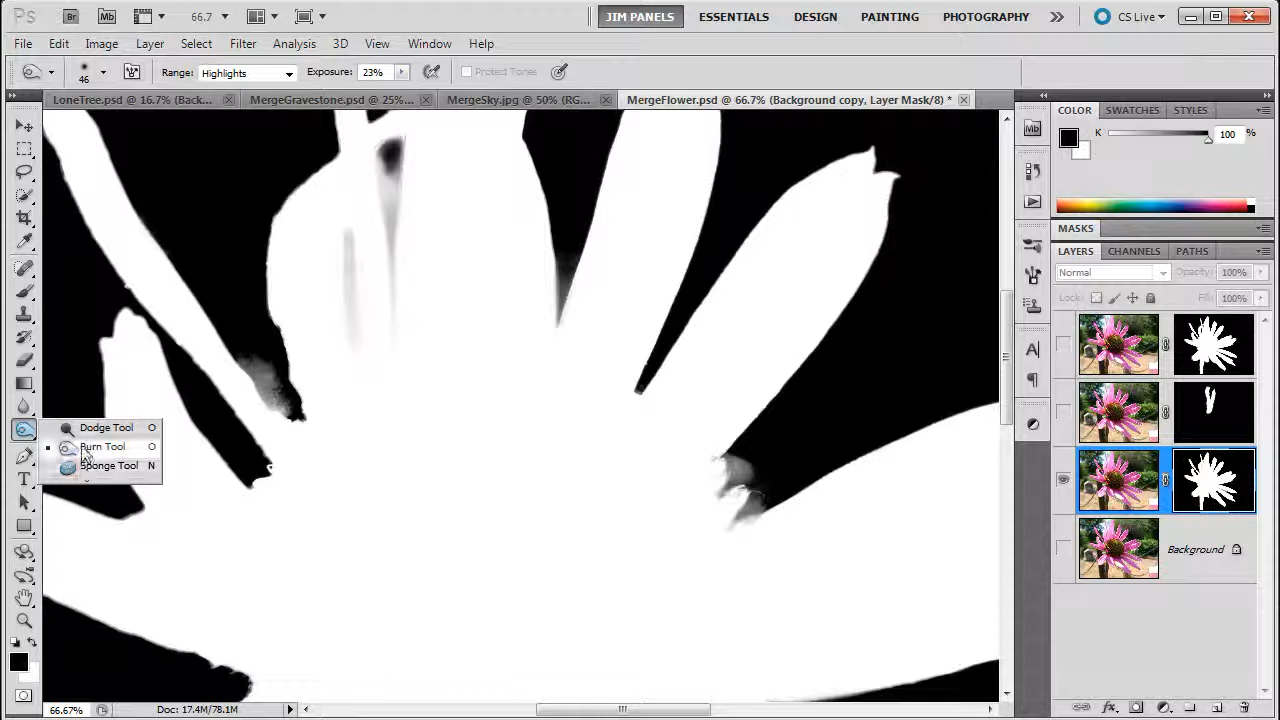 Ps Br Mb 66.7 JIM PANELS ESSENTIALS DESIGN PAINTING PHOTOGRAPHY CS Live
File Edit Image Layer Select Filter Analysis 3D View Window Help
46 Range: Highlights Exposure: 23% Protect Tones
LoneTree.psd @ 16.7% (Back... MergeGravestone.psd @ 25%... MergeSky.jpg @ 50% (RG... MergeFlower.psd @ 66.7% (Background copy, Layer Mask/8) *
COLOR SWATCHES STYLES
Mb
K 100 %
MASKS
LAYERS CHANNELS PATHS
Normal Opacity: 100%
Lock: Fill: 100%
A
Dodge Tool O
Burn Tool O
Sponge Tool N
T
Background
66.67% Doc: 17.4M/78.1M
fx